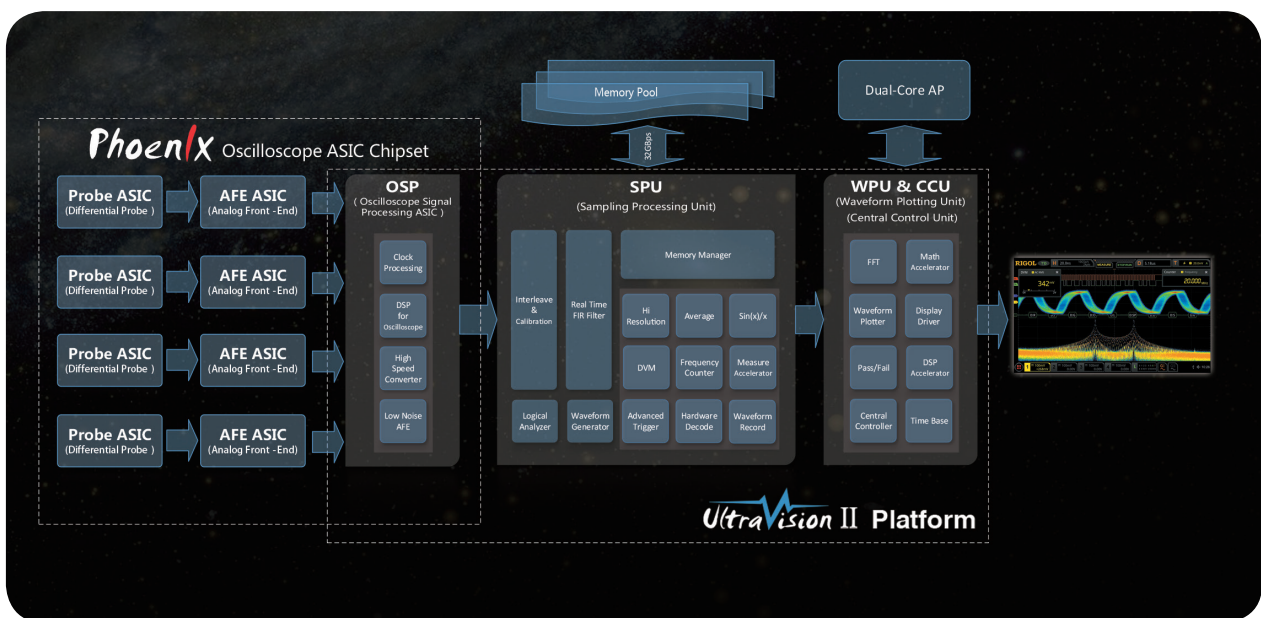 Memory Pool
Dual-Core AP
32GBps
PhoenIx Oscilloscope ASIC Chipset
Probe ASIC
(Differential Probe )
AFE ASIC
(Analog Front -End)
Probe ASIC
(Differential Probe )
AFE ASIC
(Analog Front -End)
Probe ASIC
(Differential Probe )
AFE ASIC
(Analog Front -End)
Probe ASIC
(Differential Probe )
AFE ASIC
(Analog Front -End)
OSP
( Oscilloscope Signal
Processing ASIC )
Clock
Processing
DSP
for
Oscilloscope
High
Speed
Converter
Low Noise
AFE
SPU
(Sampling Processing Unit)
Interleave
&
Calibration
Real Time
FIR Filter
Memory Manager
Hi
Resolution
Average
Sin(x)/x
DVM
Frequency
Counter
Measure
Accelerator
Logical
Analyzer
Waveform
Generator
Advanced
Trigger
Hardware
Decode
Waveform
Record
WPU & CCU
(Waveform Plotting Unit)
(Central Control Unit)
FFT
Math
Accelerator
Waveform
Plotter
Display
Driver
Pass/Fail
DSP
Accelerator
Central
Controller
Time Base
RIGOL
MEASURE
342
20.000
UltraVision II Platform